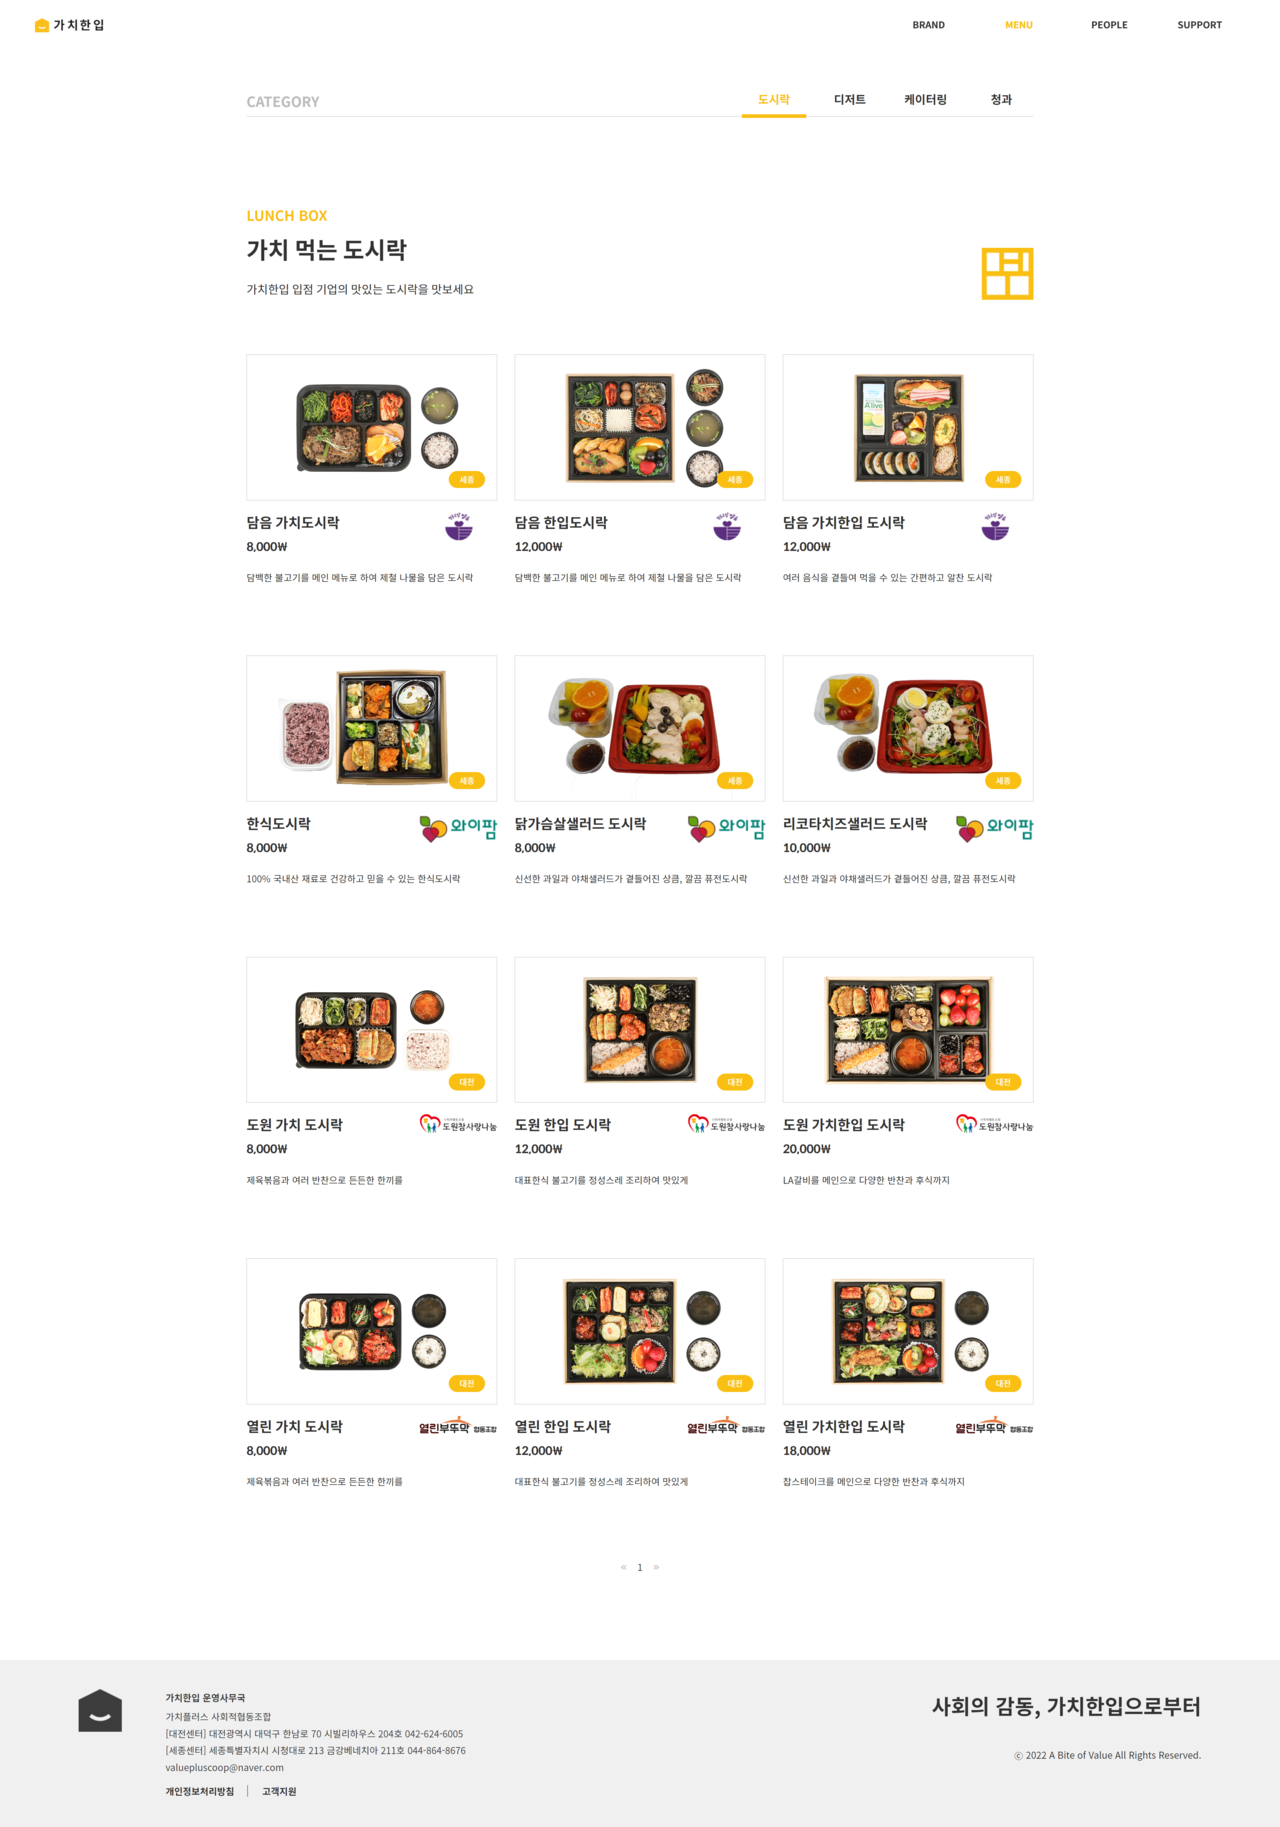 가치한입
BRAND
MENU
PEOPLE
SUPPORT
CATEGORY
도시락
디저트
케이터링
청과
LUNCH BOX
가치 먹는 도시락
가치한입 입점 기업의 맛있는 도시락을 맛보세요
세종
세종
세종
담음 가치도시락
8,000₩
담백한 불고기를 메인 메뉴로 하여 제철 나물을 담은 도시락
담음 한입도시락
12,000₩
담백한 불고기를 메인 메뉴로 하여 제철 나물을 담은 도시락
담음 가치한입 도시락
12,000₩
여러 음식을 곁들여 먹을 수 있는 간편하고 알찬 도시락
세종
세종
세종
한식도시락
와이팜
8,000₩
100% 국내산 재료로 건강하고 믿을 수 있는 한식도시락
닭가슴살샐러드 도시락
와이팜
8,000₩
신선한 과일과 야채샐러드가 곁들어진 상큼, 깔끔 퓨전도시락
리코타치즈샐러드 도시락
와이팜
10,000₩
신선한 과일과 야채샐러드가 곁들어진 상큼, 깔끔 퓨전도시락
대전
대전
대전
도원 가치 도시락
도원참사랑나눔
8,000₩
제육볶음과 여러 반찬으로 든든한 한끼를
도원 한입 도시락
도원참사랑나눔
12,000₩
대표한식 불고기를 정성스레 조리하여 맛있게
도원 가치한입 도시락
도원참사랑나눔
20,000₩
LA갈비를 메인으로 다양한 반찬과 후식까지
대전
대전
대전
열린 가치 도시락
열린부뚜막 협동조합
8,000₩
제육볶음과 여러 반찬으로 든든한 한끼를
열린 한입 도시락
열린부뚜막 협동조합
12,000₩
대표한식 불고기를 정성스레 조리하여 맛있게
열린 가치한입 도시락
열린부뚜막 협동조합
18,000₩
찹스테이크를 메인으로 다양한 반찬과 후식까지
« 1 »
가치한입 운영사무국
가치플러스 사회적협동조합
[대전센터] 대전광역시 대덕구 한남로 70 시빌리하우스 204호 042-624-6005
[세종센터] 세종특별자치시 시청대로 213 금강베네치아 211호 044-864-8676
valuepluscoop@naver.com
개인정보처리방침 | 고객지원
사회의 감동, 가치한입으로부터
ⓒ 2022 A Bite of Value All Rights Reserved.